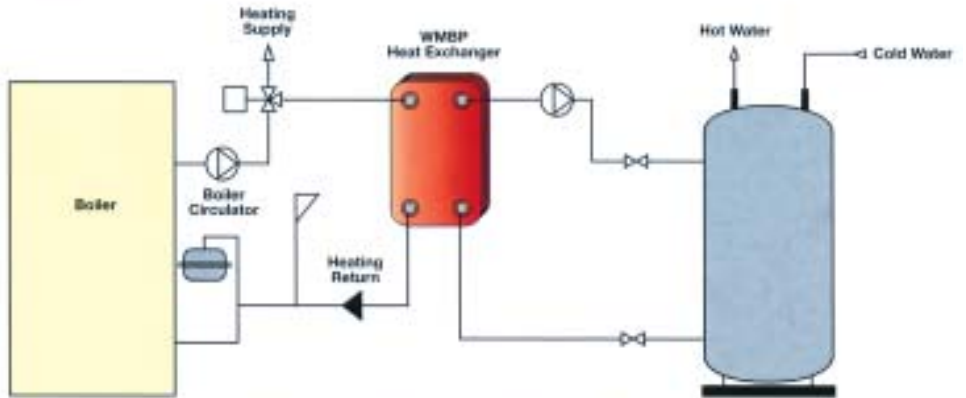 Heating
Supply
WMBP
Heat Exchanger
Hot Water
Cold Water
Boiler
Boiler
Circulator
Heating
Return